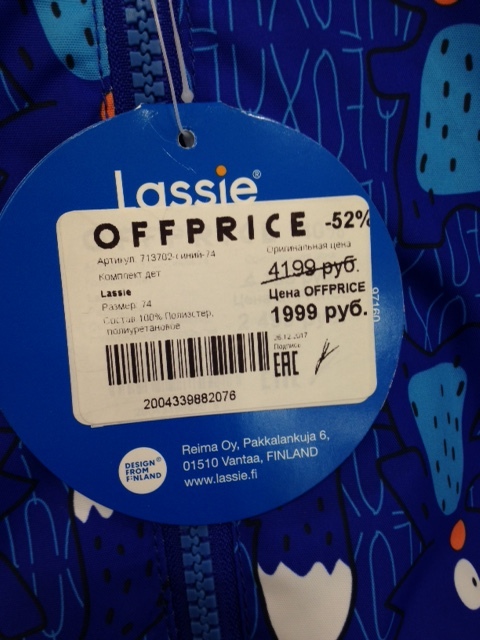 Lassie®
OFFPRICE -52%
Артикул: 713702-синий-74
Оригинальная цена
Комплект дет
4199 руб.
Lassie
Цена OFFPRICE
Размер: 74
1999 руб.
Состав:100% Полиэстер,
полиуретановое
26.12.2017
Подпись
EAC
2004339882076
DESIGN
FROM
FINLAND
Reima Oy, Pakkalankuja 6,
01510 Vantaa, FINLAND
www.lassie.fi